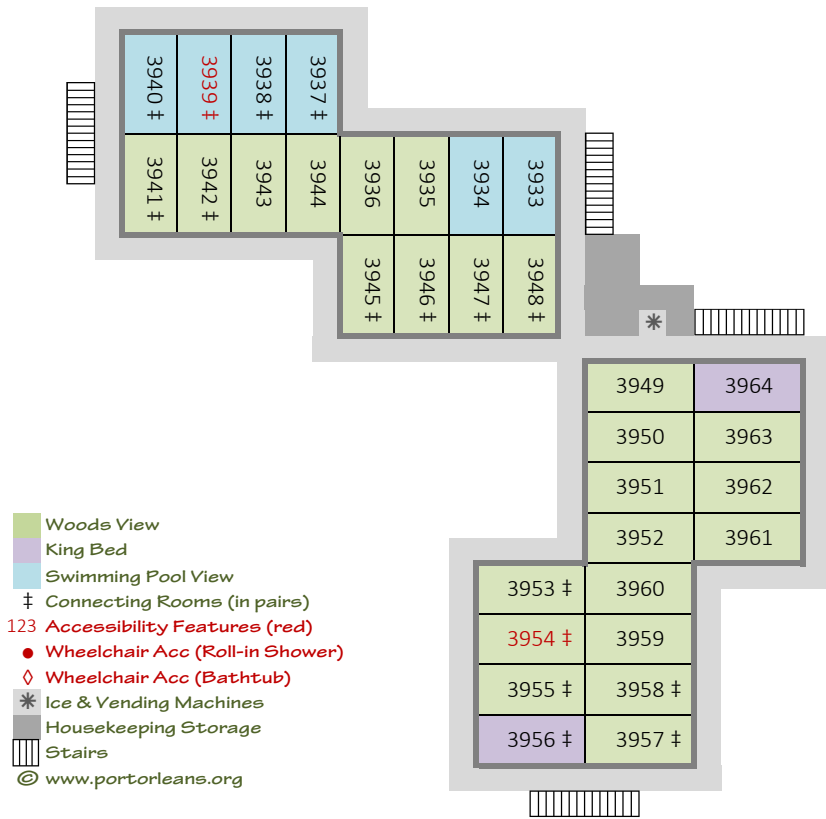 3940 ‡ 3939 ‡ 3938 ‡ 3937 ‡
3941 ‡ 3942 ‡ 3943 3944 3936 3935 3934 3933
3945 ‡ 3946 ‡ 3947 ‡ 3948 ‡
3949 3964
3950 3963
3951 3962
3952 3961
3953 ‡ 3960
3954 ‡ 3959
3955 ‡ 3958 ‡
3956 ‡ 3957 ‡
Woods View
King Bed
Swimming Pool View
‡ Connecting Rooms (in pairs)
123 Accessibility Features (red)
● Wheelchair Acc (Roll-in Shower)
◊ Wheelchair Acc (Bathtub)
Ice & Vending Machines
Housekeeping Storage
Stairs
© www.portorleans.org